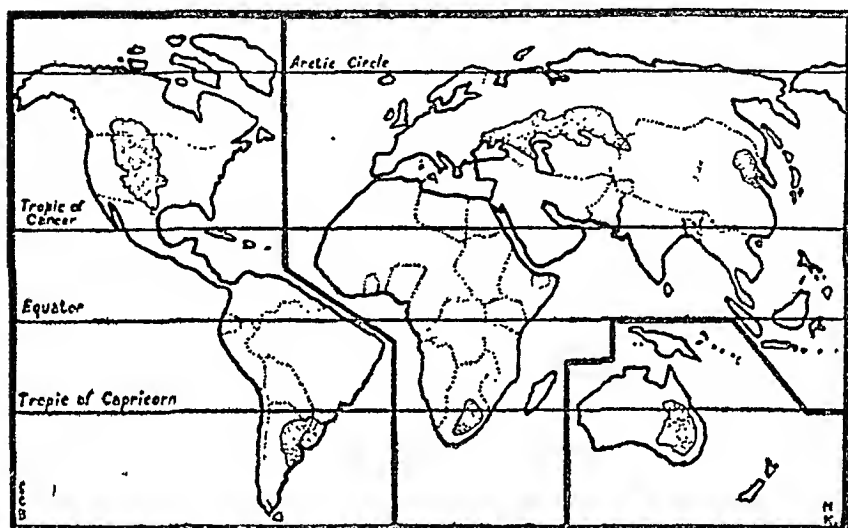 Arctic Circle
Tropic of
Cancer
Equator
Tropic of Capricorn